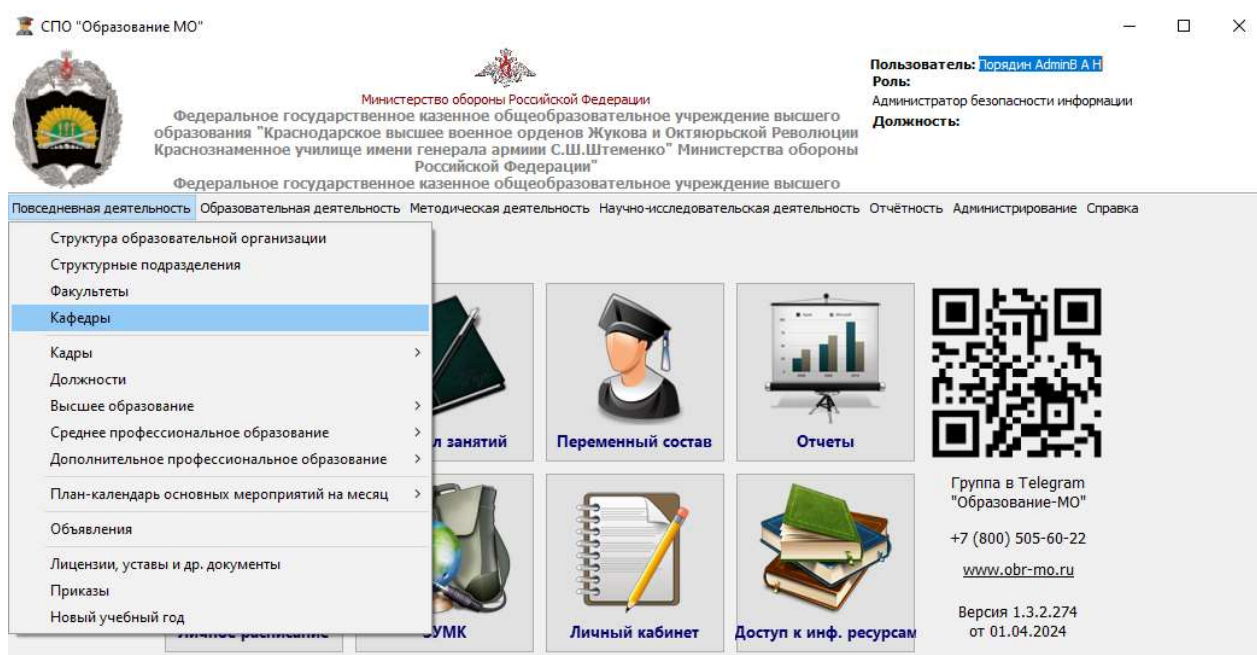 СПО "Образование МО"
Министерство обороны Российской Федерации
Федеральное государственное казенное общеобразовательное учреждение высшего
образования "Краснодарское высшее военное орденов Жукова и Октяюрьской Революции
Краснознаменное училище имени генерала армиии С.Ш.Штеменко" Министерства обороны
Российской Федерации"
Федеральное государственное казенное общеобразовательное учреждение высшего
Пользователь: Порядин AdminB А Н
Роль:
Администратор безопасности информации
Должность:
Повседневная деятельность Образовательная деятельность Методическая деятельность Научно-исследовательская деятельность Отчётность Администрирование Справка
Структура образовательной организации
Структурные подразделения
Факультеты
Кафедры
Кадры
Должности
Высшее образование
Среднее профессиональное образование
Дополнительное профессиональное образование
План-календарь основных мероприятий на месяц
Объявления
Лицензии, уставы и др. документы
Приказы
Новый учебный год
л занятий
Переменный состав
Отчеты
Личное расписание
УМК
Личный кабинет
Доступ к инф. ресурсам
Группа в Telegram
"Образование-МО"
+7 (800) 505-60-22
www.obr-mo.ru
Версия 1.3.2.274
от 01.04.2024